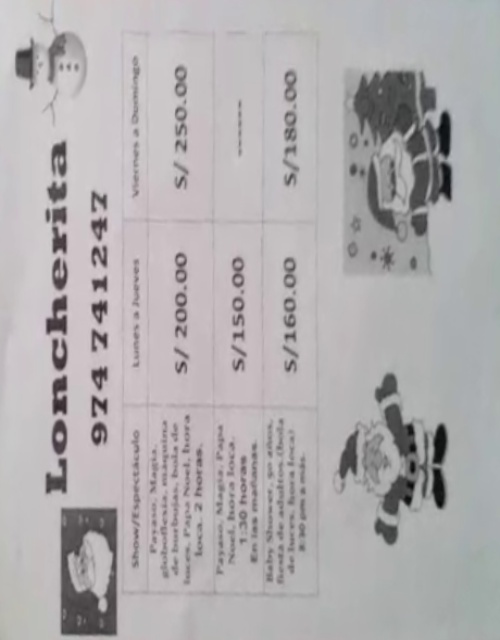 Loncherita
974 741247
Show/Espectáculo Lunes a Jueves Viernes a Domingo
Payaso, Magia,
globoflexia, máquina
de burbujas, bola de
luces, Papa Noel, hora
loca. 2 horas.
S/ 200.00 S/ 250.00
Payaso, Magia, Papa
Noel, hora loca.
1:30 horas
En las mañanas.
S/150.00 ------
Baby Shower, 50 años,
fiesta de adultos. (bola
de luces, hora loca)
8:30 pm a más.
S/160.00 S/180.00